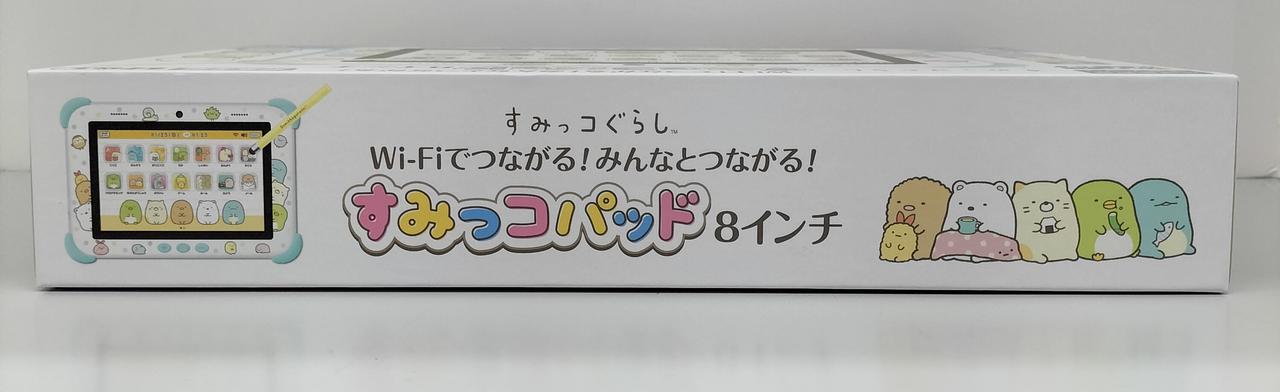 すみっコぐらし™
Wi-Fiでつながる！みんなとつながる！
すみっコパッド 8インチ